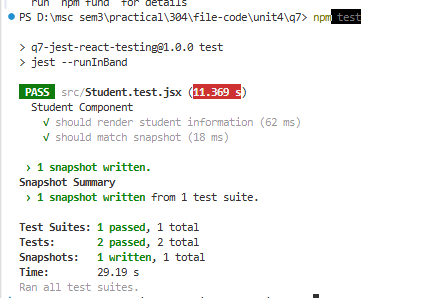 run `npm fund` for details
PS D:\msc sem3\practical\304\file-code\unit4\q7> npm test
> q7-jest-react-testing@1.0.0 test
> jest --runInBand
PASS src/Student.test.jsx (11.369 s)
Student Component
√ should render student information (62 ms)
√ should match snapshot (18 ms)
› 1 snapshot written.
Snapshot Summary
› 1 snapshot written from 1 test suite.
Test Suites: 1 passed, 1 total
Tests: 2 passed, 2 total
Snapshots: 1 written, 1 total
Time: 29.19 s
Ran all test suites.